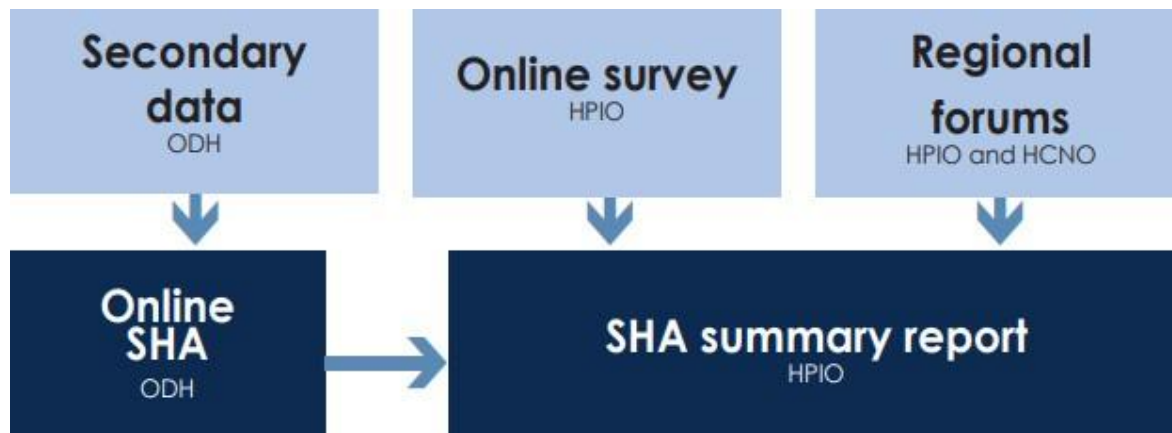 Secondary
data
ODH
Online survey
HPIO
Regional
forums
HPIO and HCNO
Online
SHA
ODH
SHA summary report
HPIO